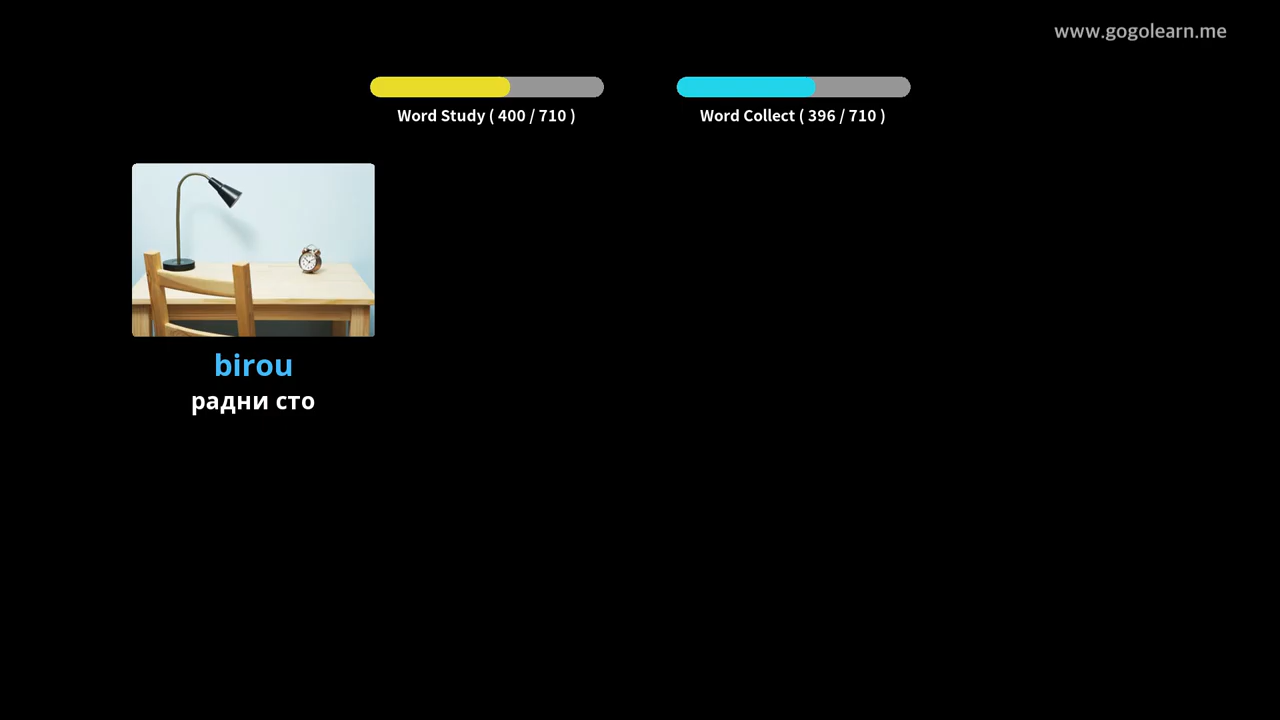 www.gogolearn.me
Word Study ( 400 / 710 )
Word Collect ( 396 / 710 )
birou
радни сто